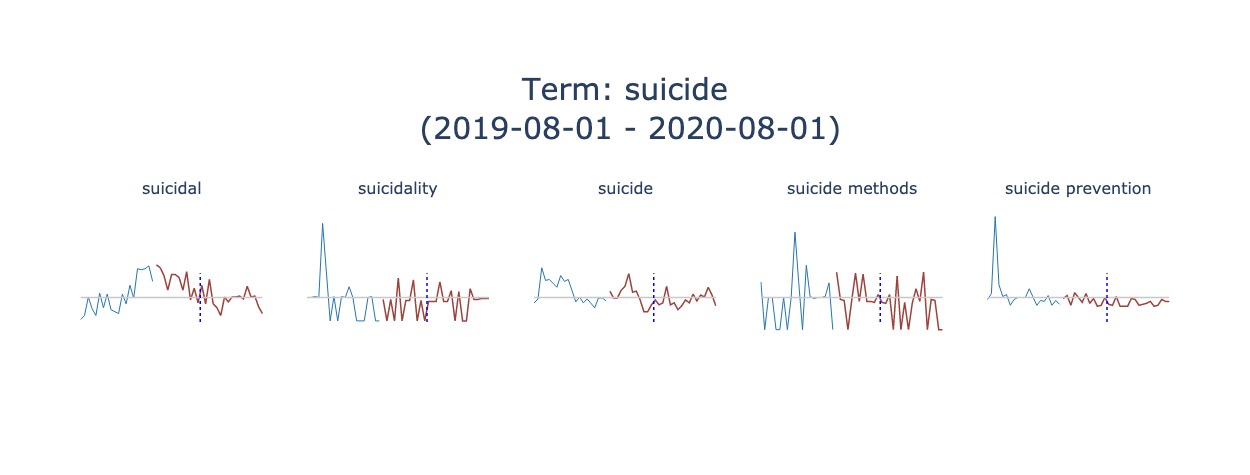 Term: suicide
(2019-08-01 - 2020-08-01)
suicidal
suicidality
suicide
suicide methods
suicide prevention